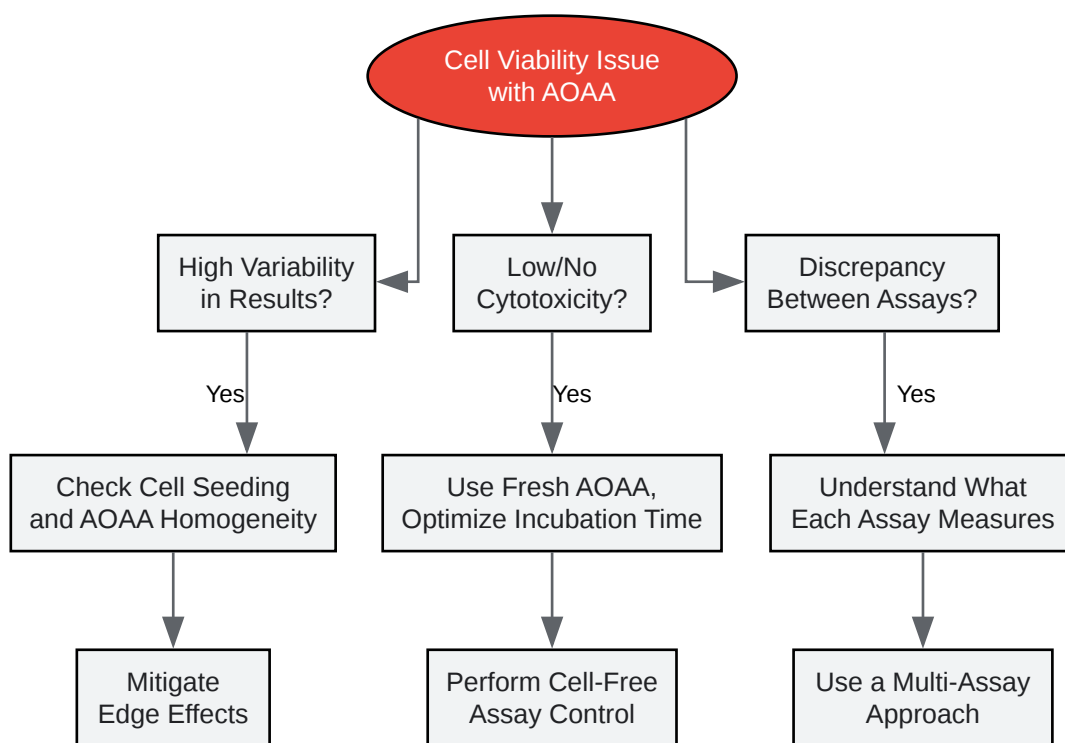 Cell Viability Issue
with AOAA
High Variability
in Results?
Low/No
Cytotoxicity?
Discrepancy
Between Assays?
Yes
Yes
Yes
Check Cell Seeding
and AOAA Homogeneity
Use Fresh AOAA,
Optimize Incubation Time
Understand What
Each Assay Measures
Mitigate
Edge Effects
Perform Cell-Free
Assay Control
Use a Multi-Assay
Approach